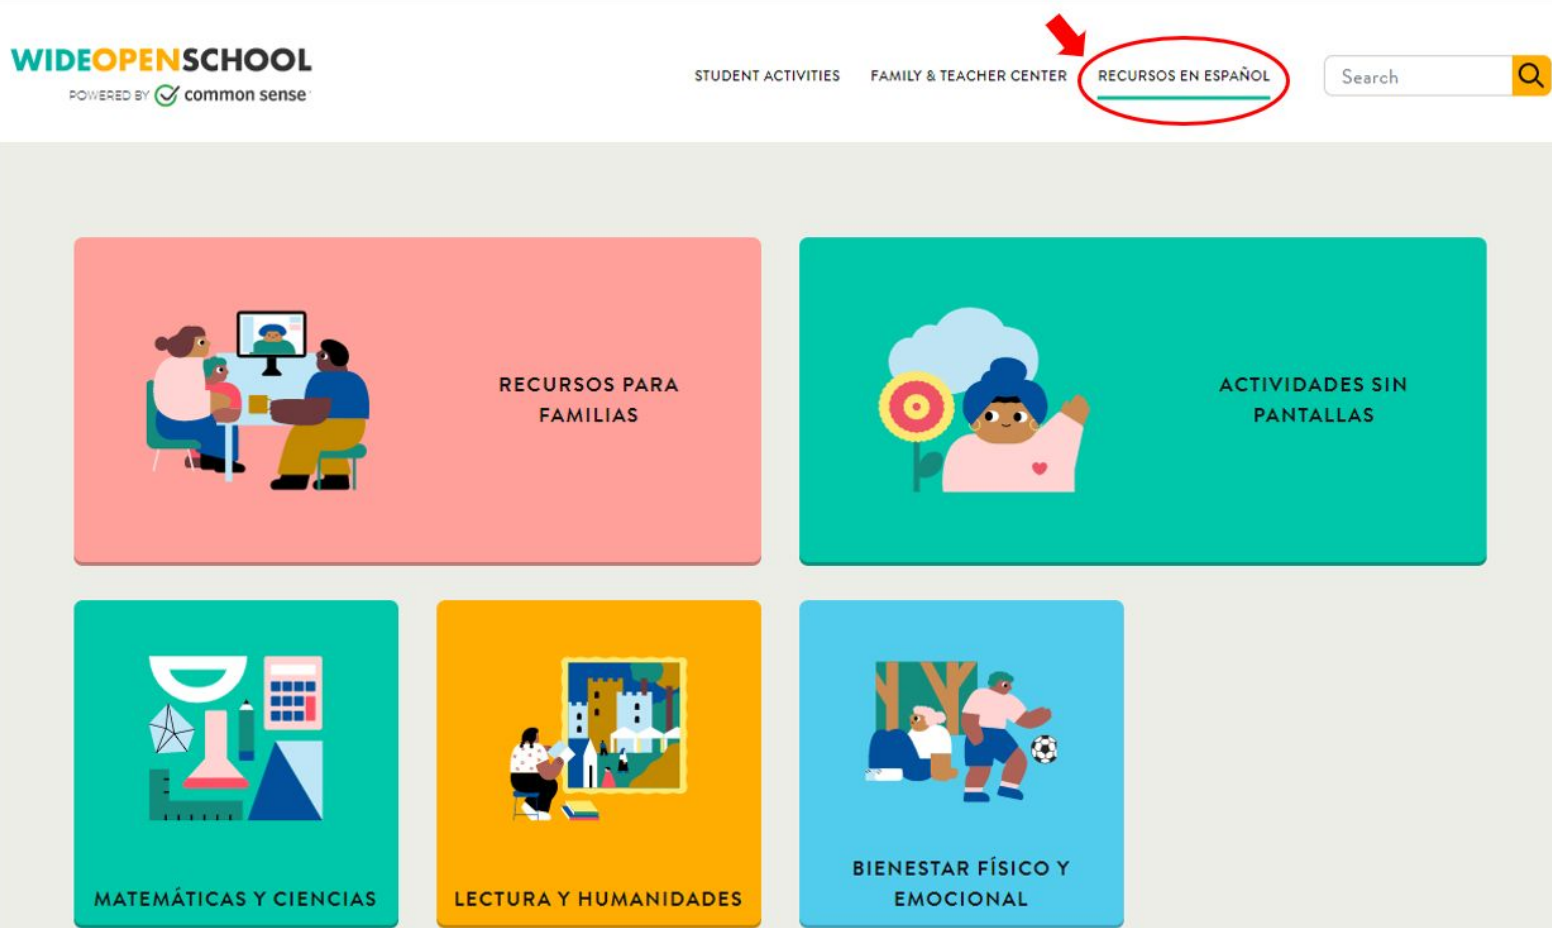 WIDEOPENSCHOOL
POWERED BY common sense
STUDENT ACTIVITIES
FAMILY & TEACHER CENTER
RECURSOS EN ESPAÑOL
Search
RECURSOS PARA
FAMILIAS
ACTIVIDADES SIN
PANTALLAS
MATEMÁTICAS Y CIENCIAS
LECTURA Y HUMANIDADES
BIENESTAR FÍSICO Y
EMOCIONAL